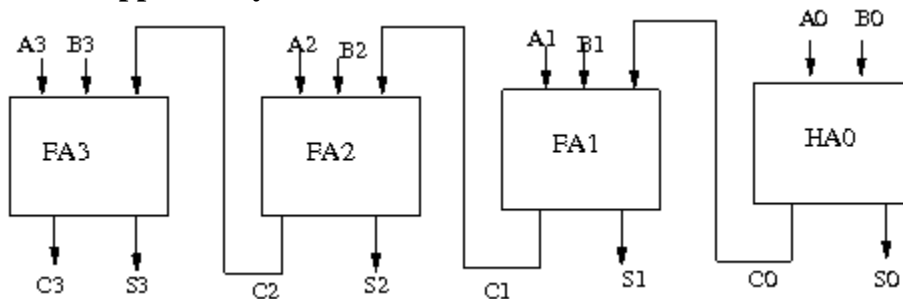 A3 B3 A2 B2 A1 B1 A0 B0
FA3 FA2 FA1 HA0
C3 S3 C2 S2 C1 S1 C0 S0